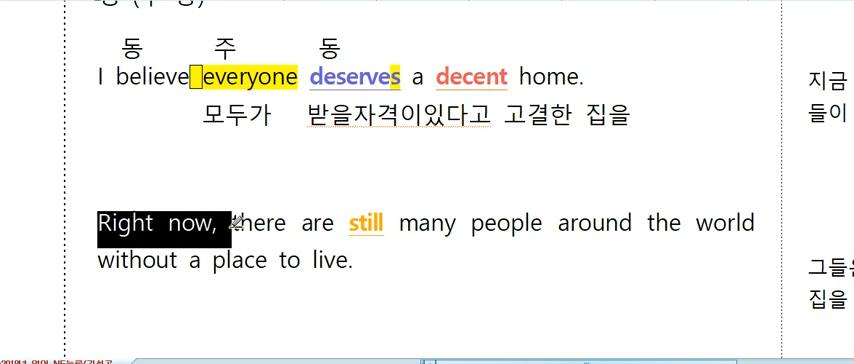 동 주 동
I believe everyone deserves a decent home.
모두가 받을자격이있다고 고결한 집을
지금
들이
Right now, there are still many people around the world
without a place to live.
집을